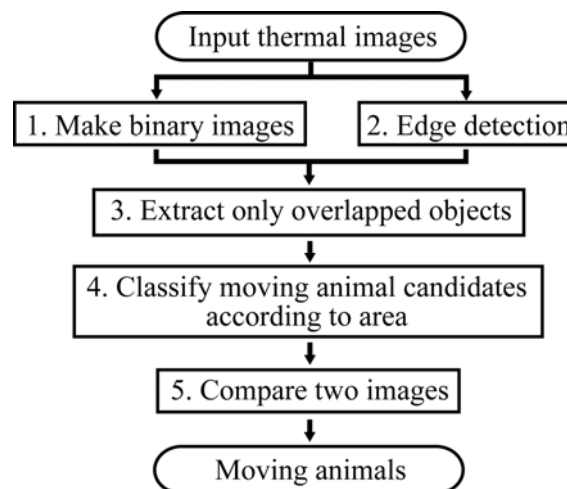 Input thermal images
1. Make binary images
2. Edge detection
3. Extract only overlapped objects
4. Classify moving animal candidates
according to area
5. Compare two images
Moving animals